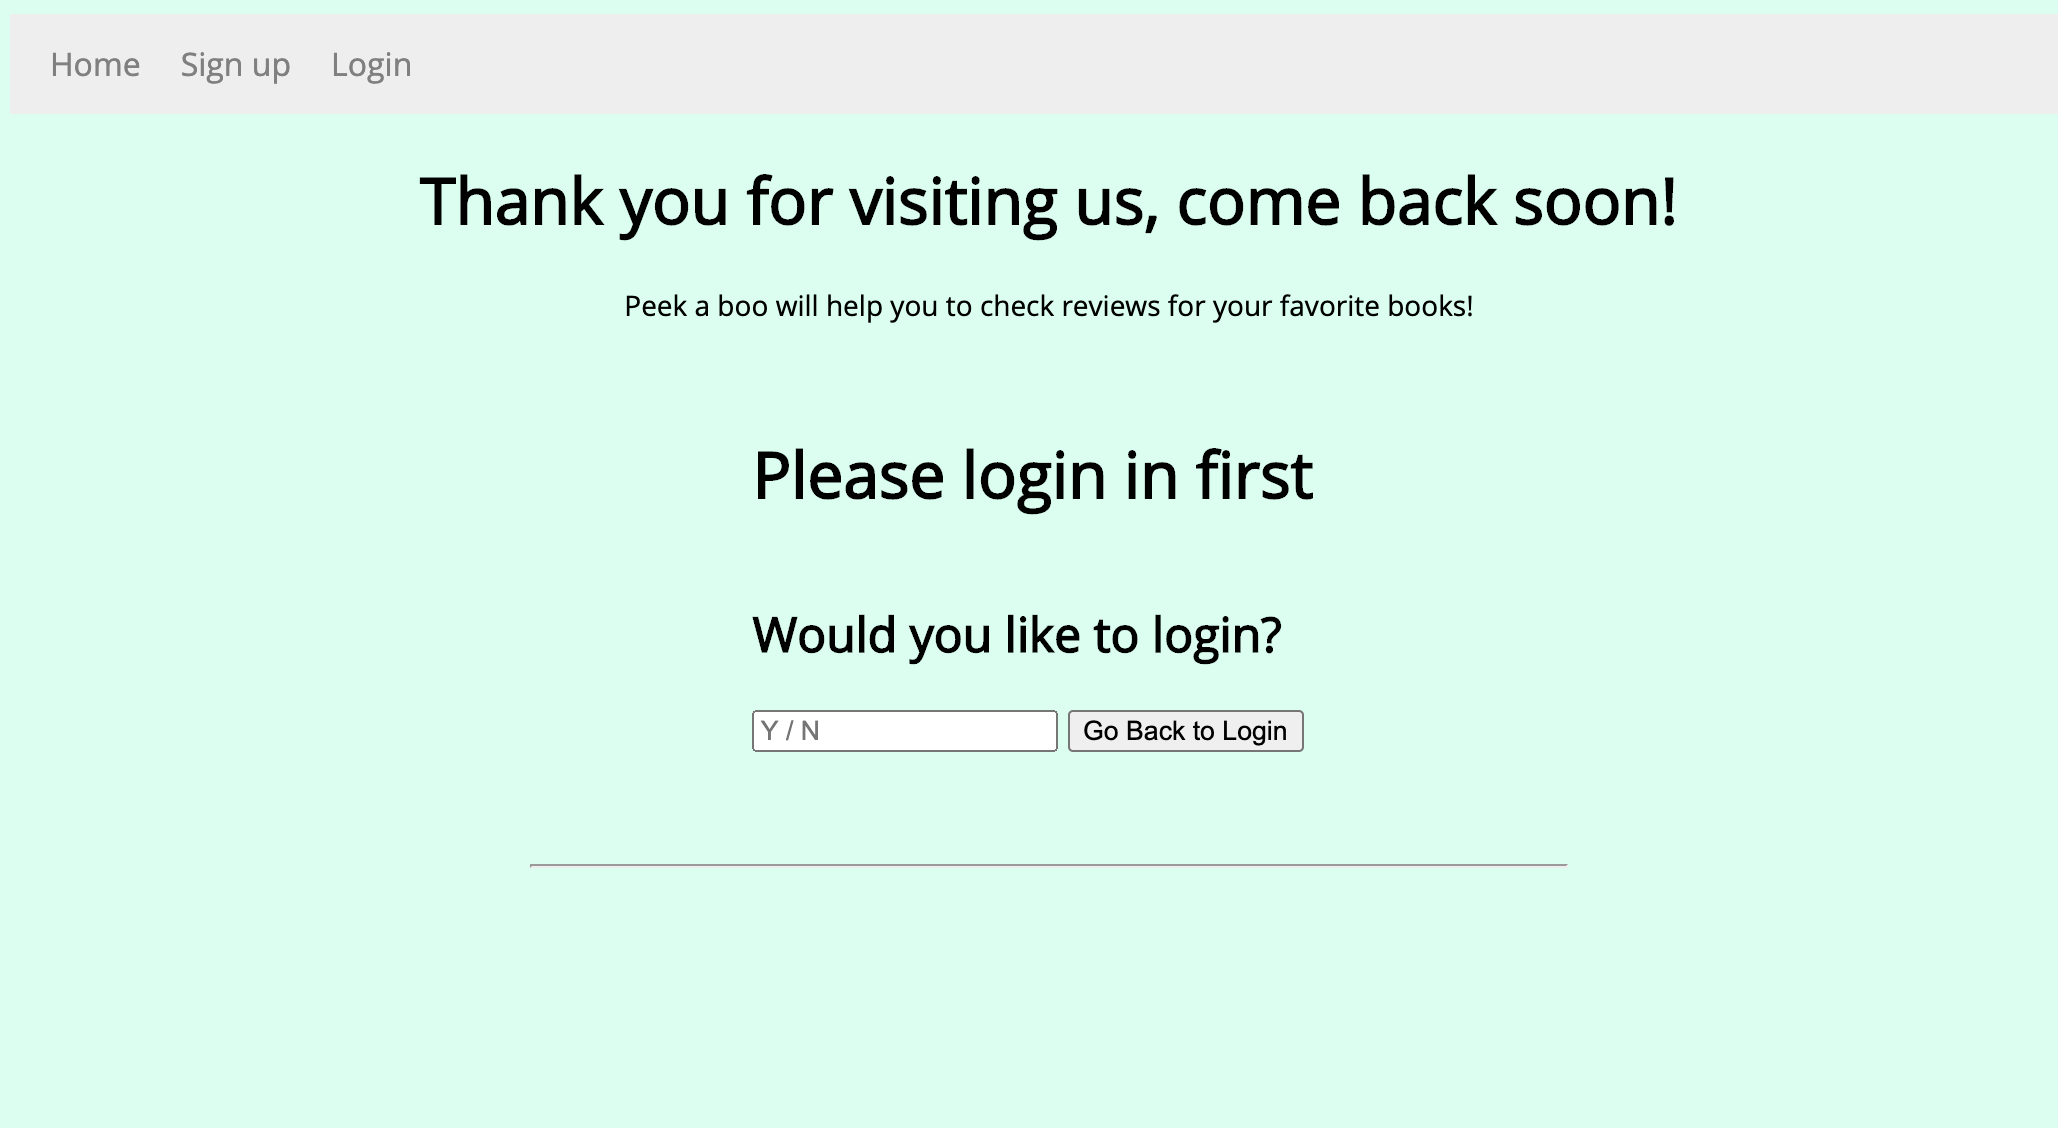 Home Sign up Login
Thank you for visiting us, come back soon!
Peek a boo will help you to check reviews for your favorite books!
Please login in first
Would you like to login?
Y / N Go Back to Login